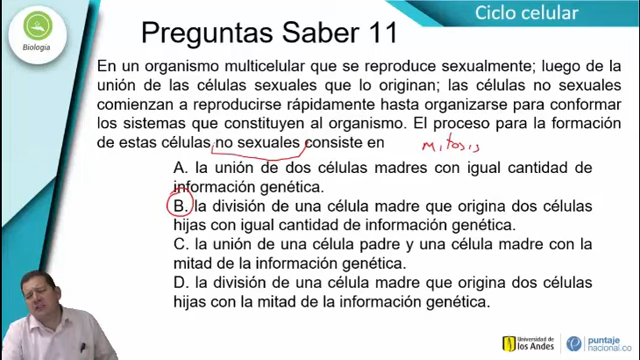 Ciclo celular
Biología
Preguntas Saber 11
En un organismo multicelular que se reproduce sexualmente; luego de la
unión de las células sexuales que lo originan; las células no sexuales
comienzan a reproducirse rápidamente hasta organizarse para conformar
los sistemas que constituyen al organismo. El proceso para la formación
de estas células no sexuales consiste en
mitosis
A. la unión de dos células madres con igual cantidad de
información genética.
B. la división de una célula madre que origina dos células
hijas con igual cantidad de información genética.
C. la unión de una célula padre y una célula madre con la
mitad de la información genética.
D. la división de una célula madre que origina dos células
hijas con la mitad de la información genética.
Universidad de
los Andes
puntaje
nacional.co